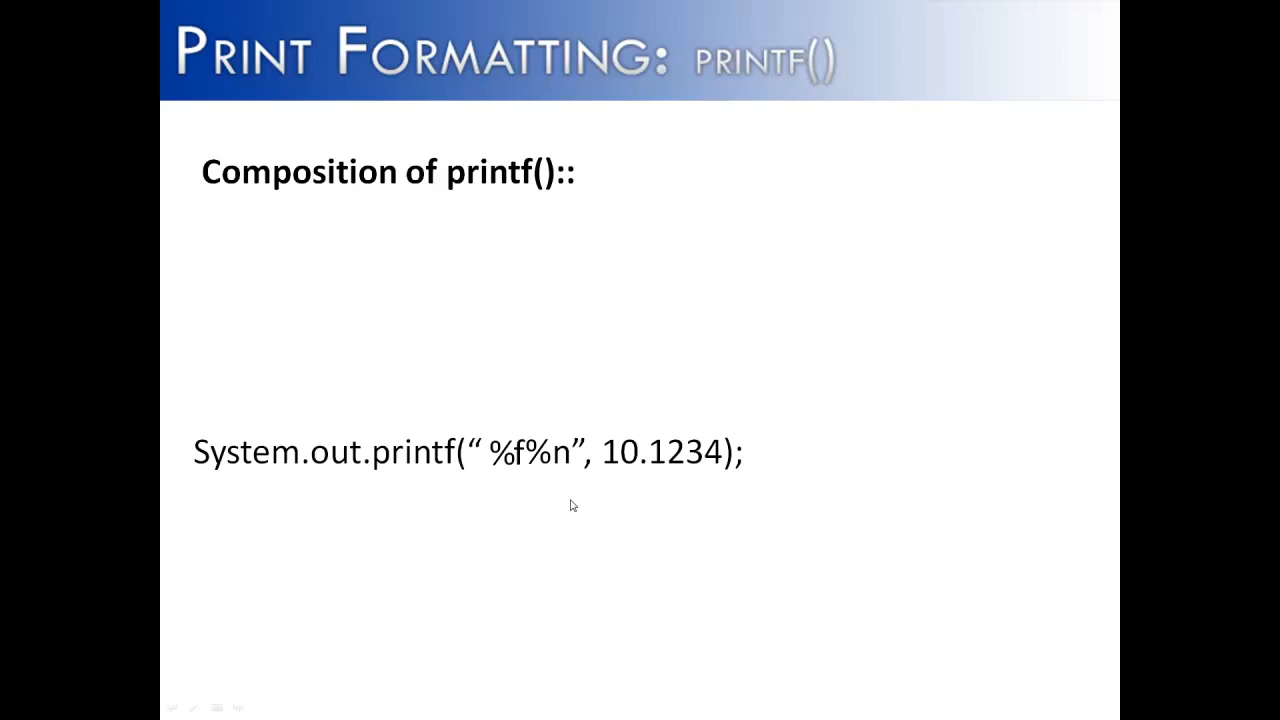 PRINT FORMATTING: PRINTF()
Composition of printf()::
System.out.printf(“ %f%n”, 10.1234);